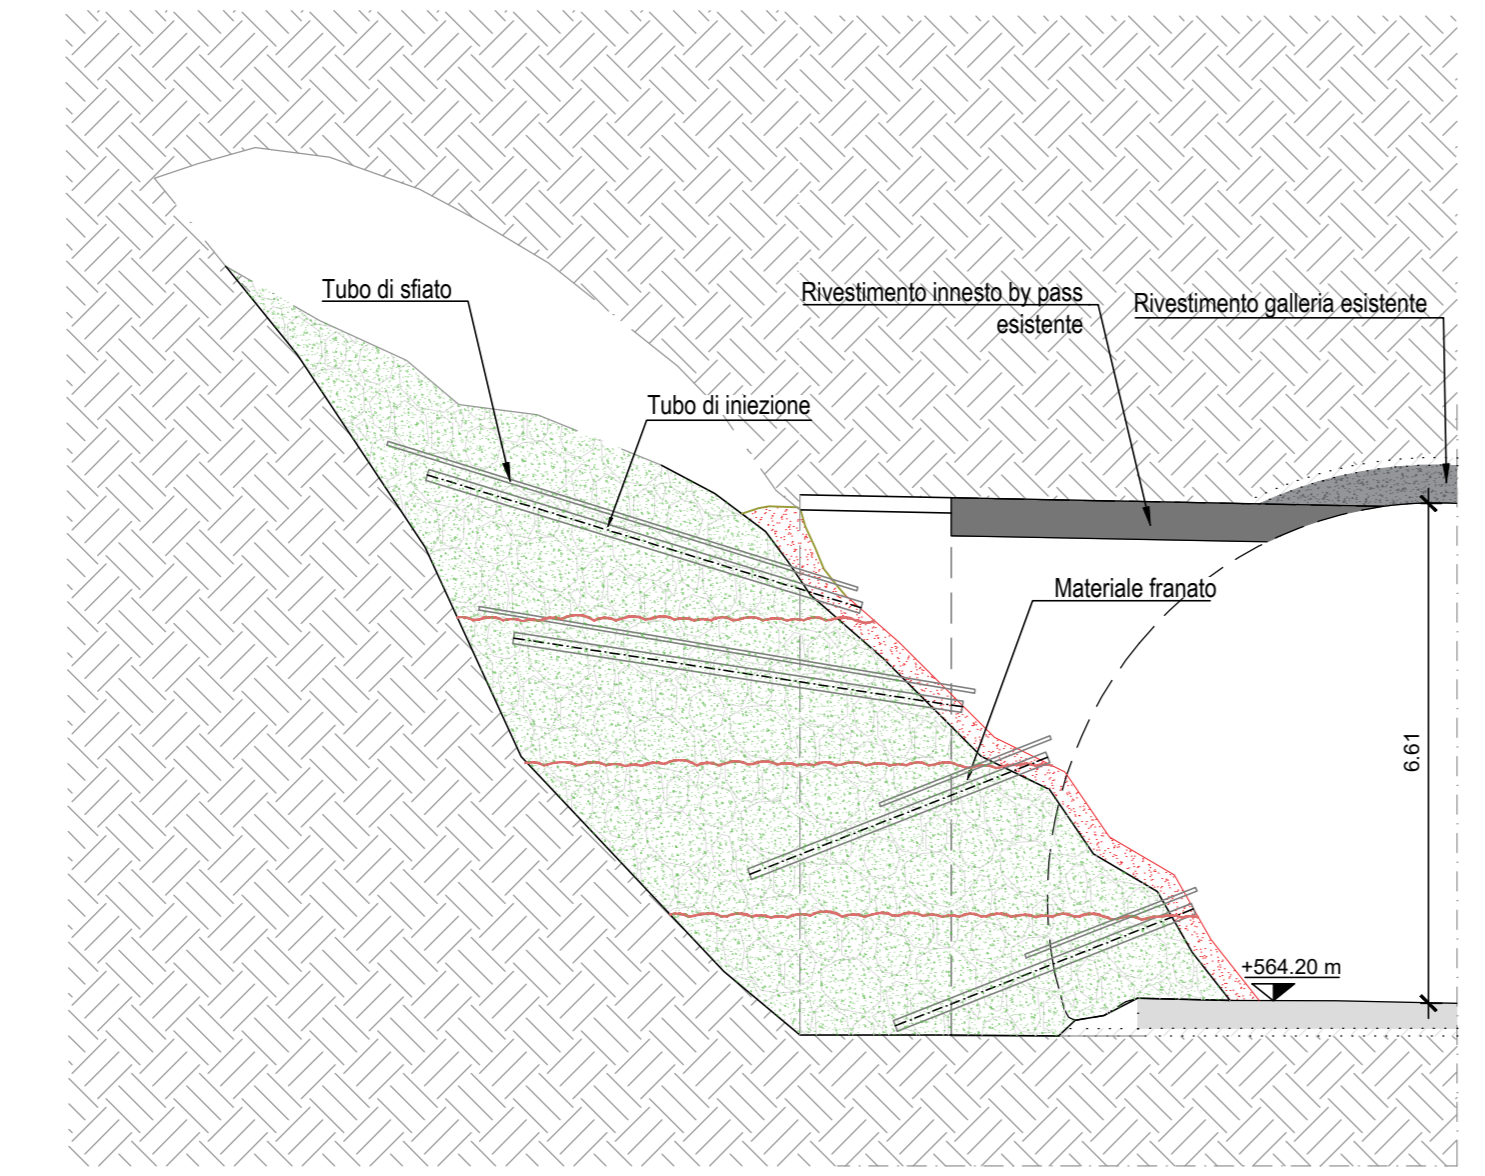 Tubo di sfiato
Rivestimento innesto by pass
esistente
Rivestimento galleria esistente
Tubo di iniezione
Materiale franato
6.61
+564.20 m